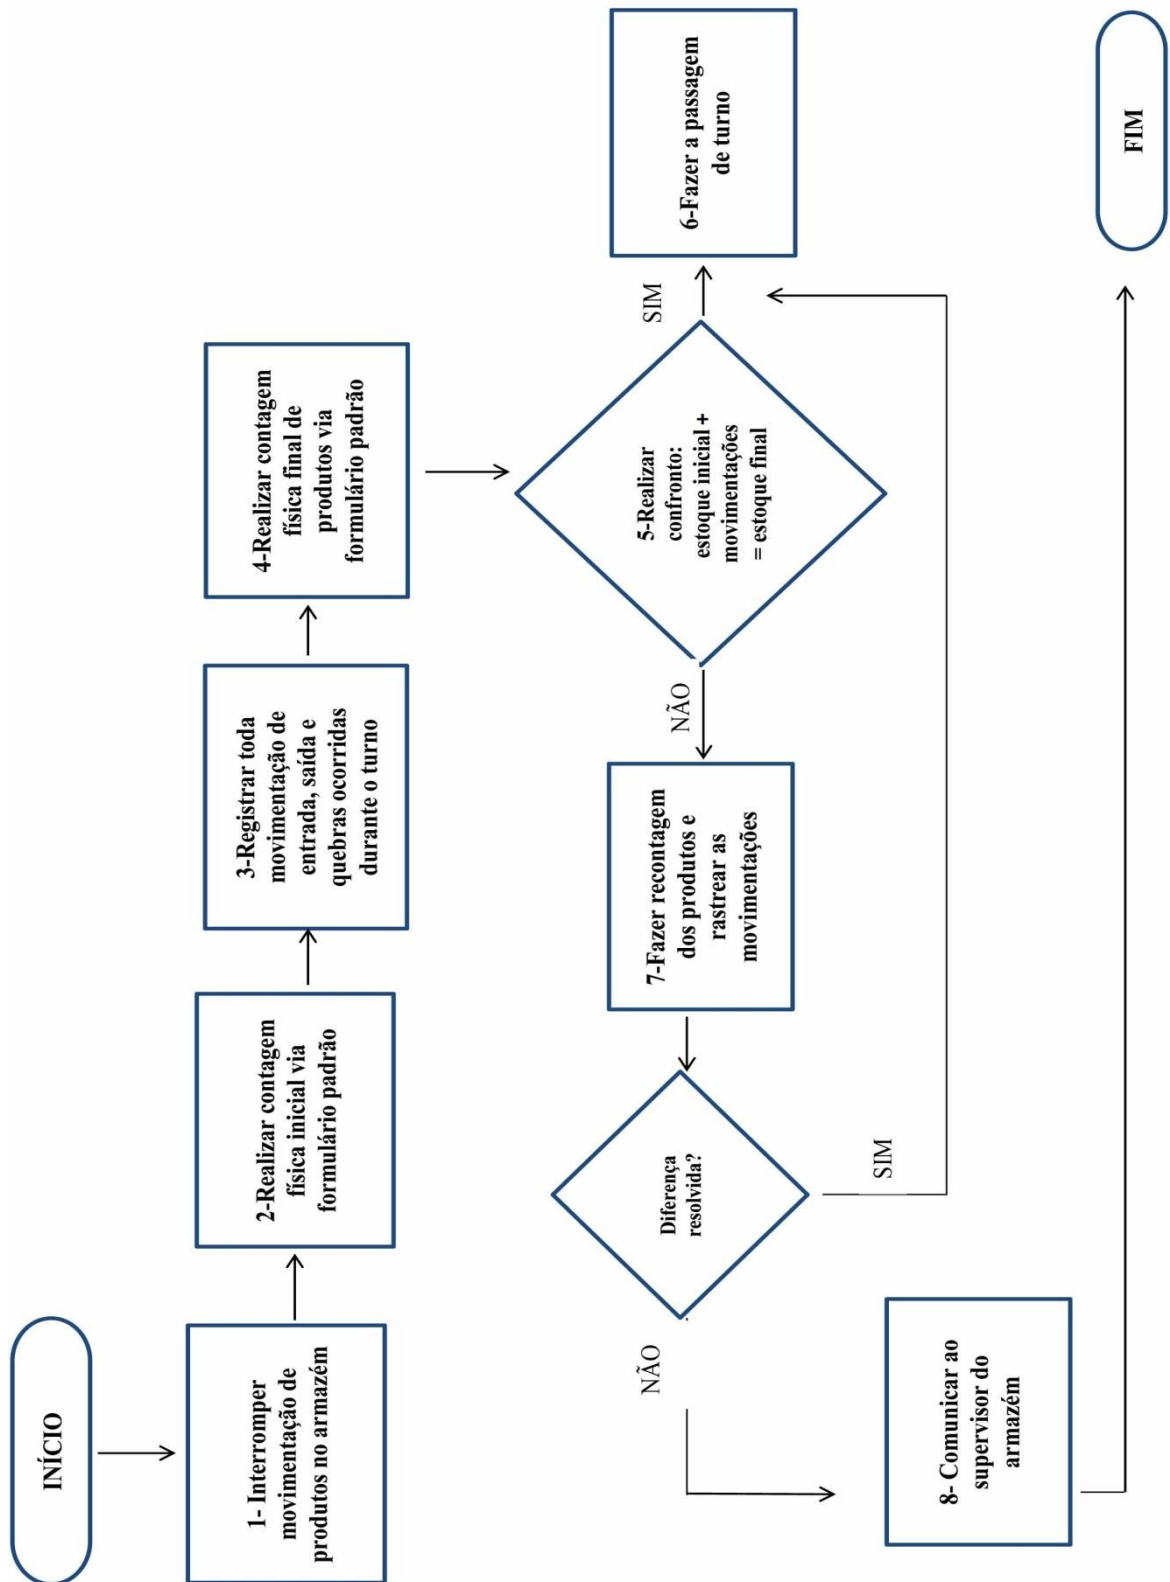 INÍCIO
1- Interromper
movimentação de
produtos no armazém
2-Realizar contagem
física inicial via
formulário padrão
3-Registrar toda
movimentação de
entrada, saída e
quebras ocorridas
durante o turno
4-Realizar contagem
física final de
produtos via
formulário padrão
5-Realizar
confronto:
estoque inicial +
movimentações
= estoque final
SIM
6-Fazer a passagem
de turno
NÃO
7-Fazer recontagem
dos produtos e
rastrear as
movimentações
Diferença
resolvida?
SIM
NÃO
8- Comunicar ao
supervisor do
armazém
FIM